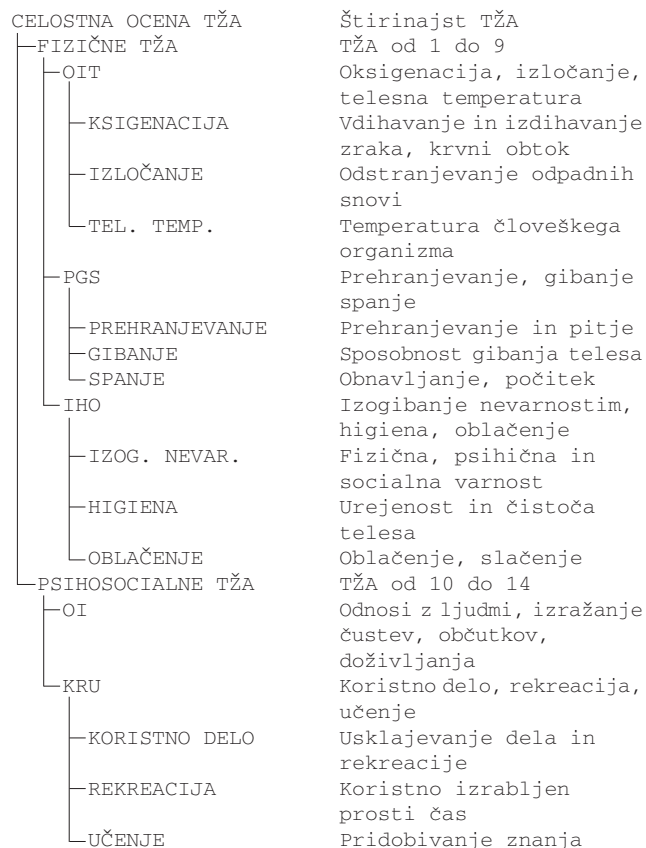 CELOSTNA OCENA TŽA Štirinajst TŽA
FIZIČNE TŽA TŽA od 1 do 9
OIT Oksigenacija, izločanje,
telesna temperatura
KSIGENACIJA Vdihavanje in izdihavanje
zraka, krvni obtok
IZLOČANJE Odstranjevanje odpadnih
snovi
TEL. TEMP. Temperatura človeškega
organizma
PGS Prehranjevanje, gibanje
spanje
PREHRANJEVANJE Prehranjevanje in pitje
GIBANJE Sposobnost gibanja telesa
SPANJE Obnavljanje, počitek
IHO Izogibanje nevarnostim,
higiena, oblačenje
IZOG. NEVAR. Fizična, psihična in
socialna varnost
HIGIENA Urejenost in čistoča
telesa
OBLAČENJE Oblačenje, slačenje
PSIHOSOCIALNE TŽA TŽA od 10 do 14
OI Odnosi z ljudmi, izražanje
čustev, občutkov,
doživljanja
KRU Koristno delo, rekreacija,
učenje
KORISTNO DELO Usklajevanje dela in
rekreacije
REKREACIJA Koristno izrabljen
prosti čas
UČENJE Pridobivanje znanja